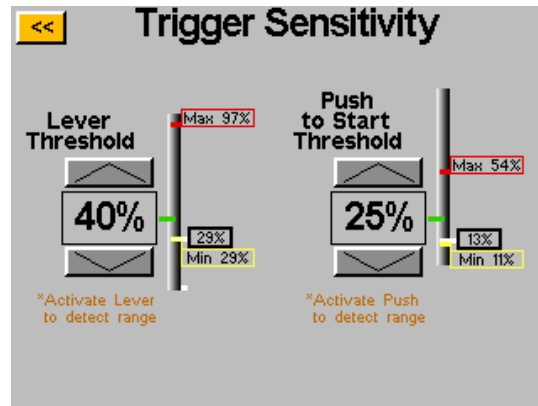 <<
Trigger Sensitivity
Lever
Threshold
Max 97%
40%
29%
Min 29%
*Activate Lever
to detect range
Push
to Start
Threshold
Max 54%
25%
13%
Min 11%
*Activate Push
to detect range